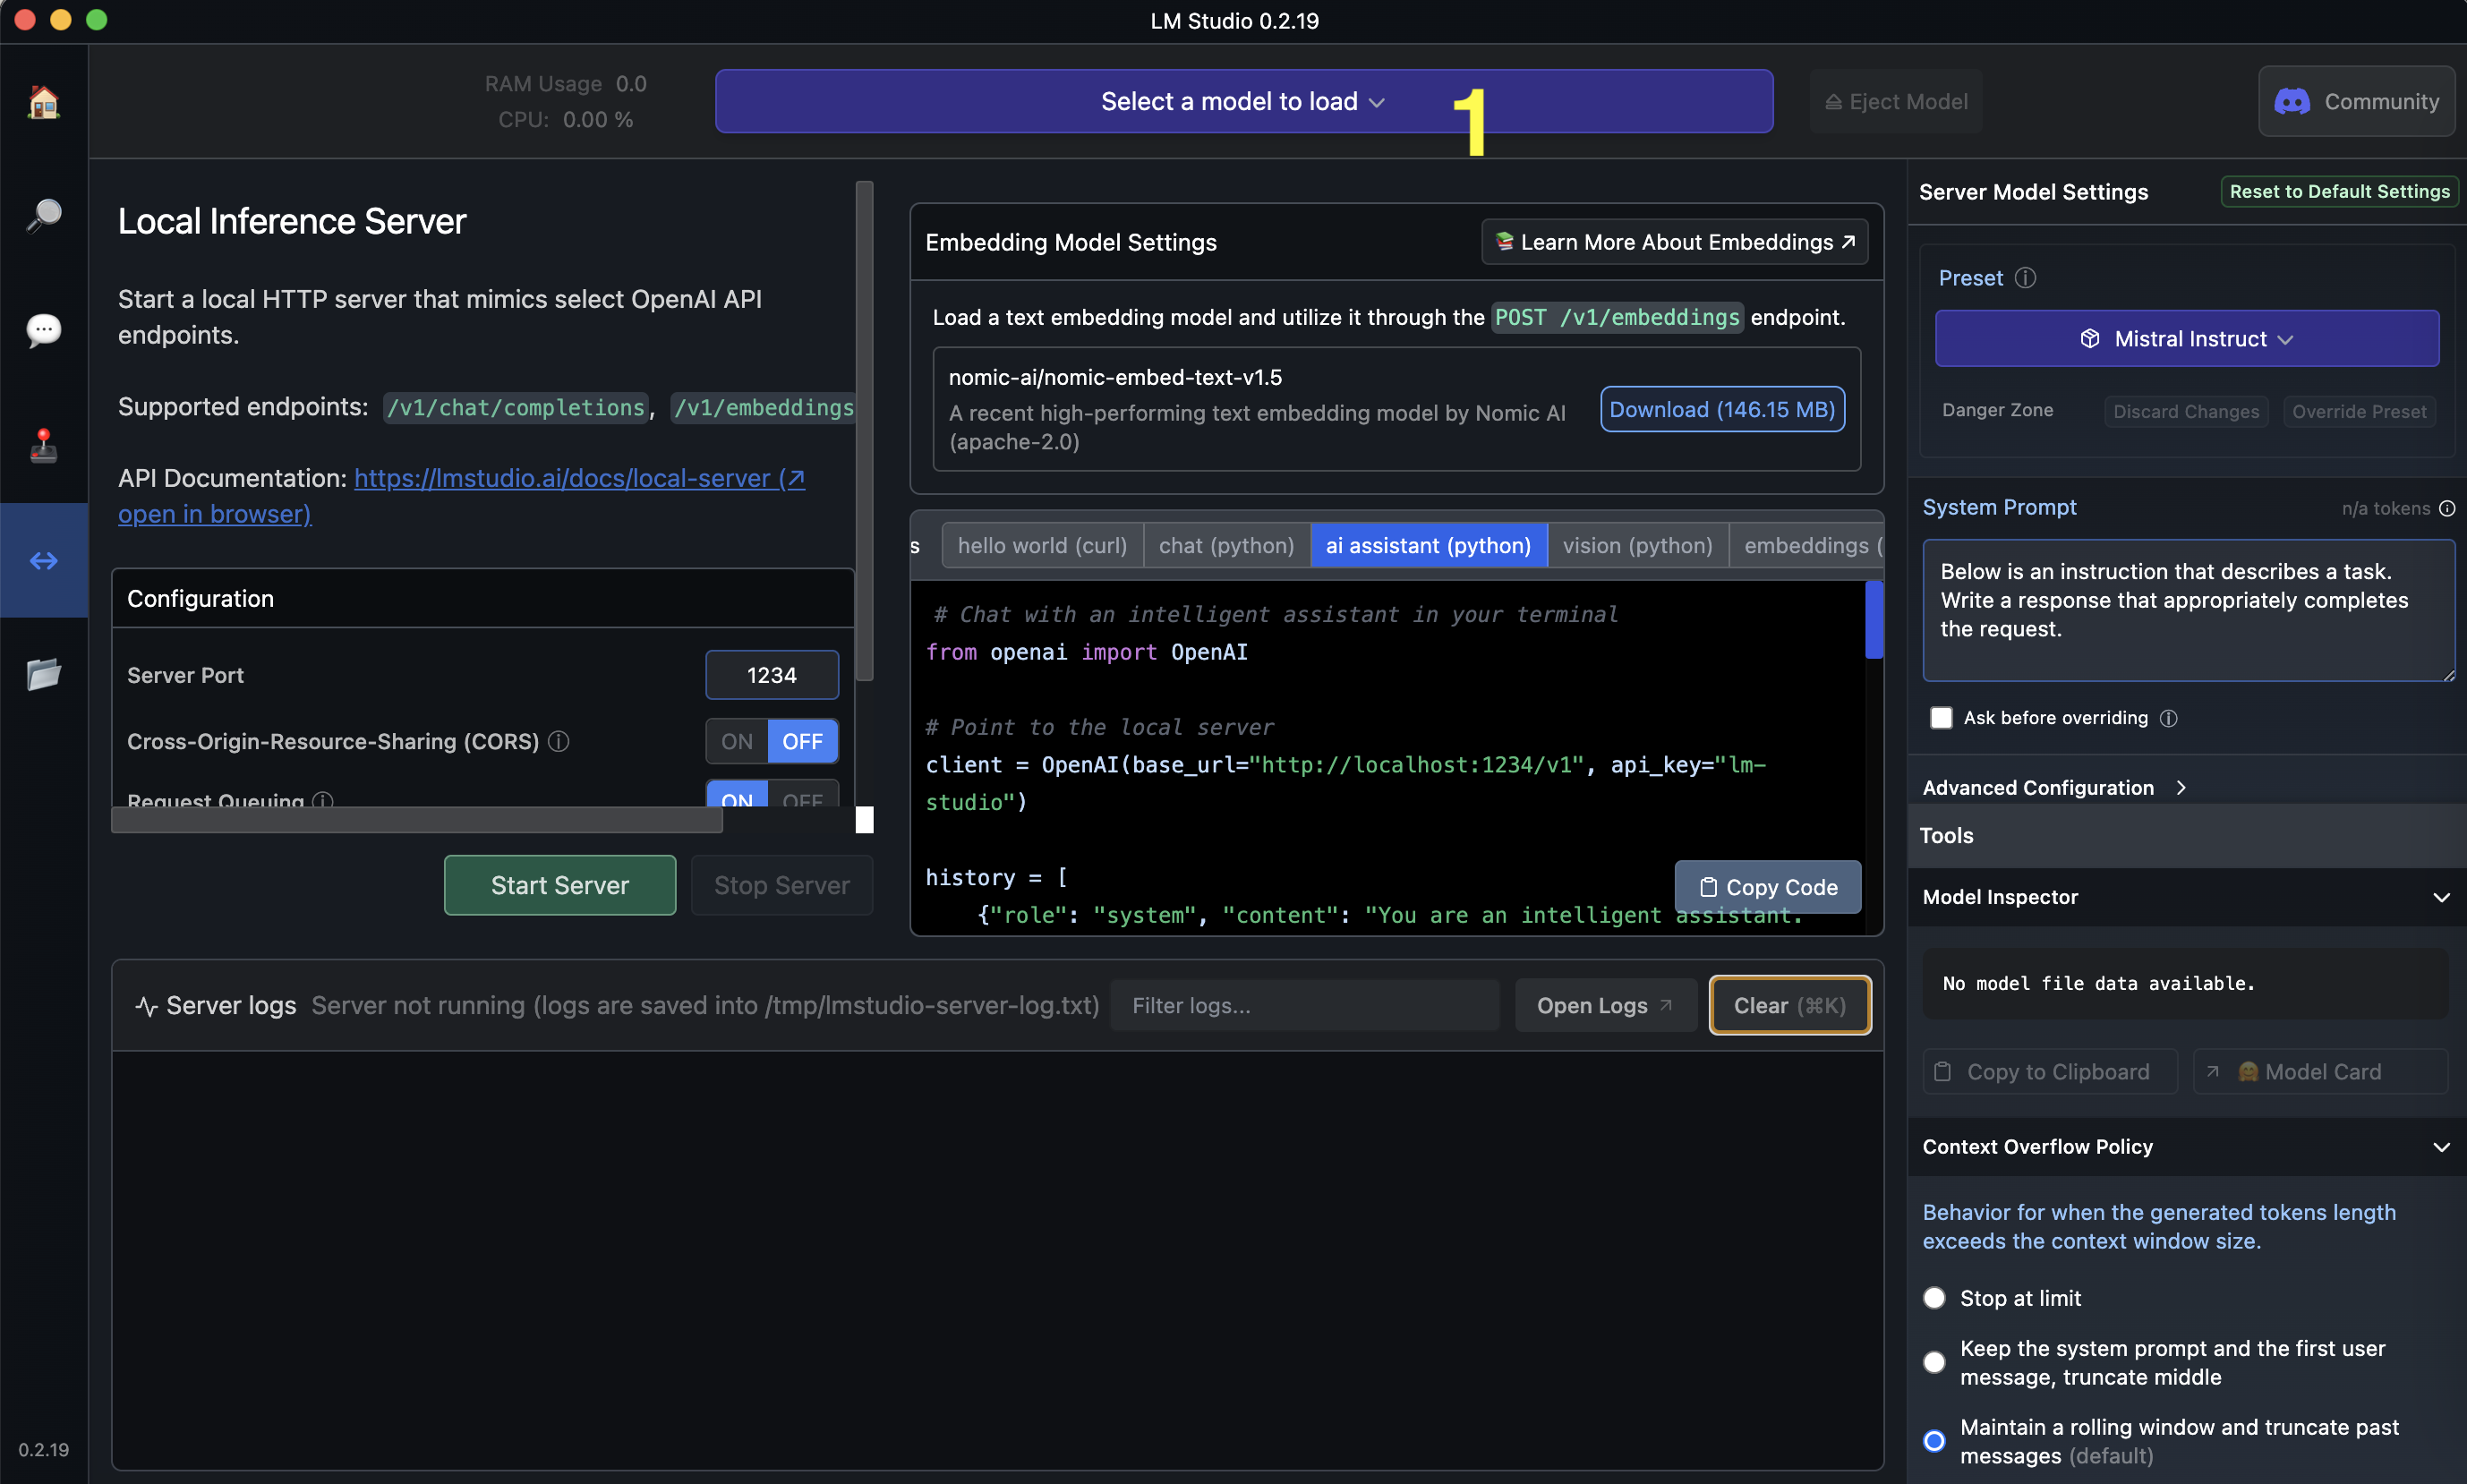 LM Studio 0.2.19
RAM Usage 0.0
CPU: 0.00 %
Select a model to load
1
Eject Model
Community
Local Inference Server
Start a local HTTP server that mimics select OpenAI API
endpoints.
Supported endpoints: /v1/chat/completions, /v1/embeddings
API Documentation: https://lmstudio.ai/docs/local-server (↗
open in browser)
Configuration
Server Port 1234
Cross-Origin-Resource-Sharing (CORS) ON OFF
Request Queuing ON OFF
Start Server Stop Server
Embedding Model Settings
Learn More About Embeddings ↗
Load a text embedding model and utilize it through the POST /v1/embeddings endpoint.
nomic-ai/nomic-embed-text-v1.5
A recent high-performing text embedding model by Nomic AI
(apache-2.0)
Download (146.15 MB)
s hello world (curl) chat (python) ai assistant (python) vision (python) embeddings (
# Chat with an intelligent assistant in your terminal
from openai import OpenAI
# Point to the local server
client = OpenAI(base_url="http://localhost:1234/v1", api_key="lm-
studio")
history = [
{"role": "system", "content": "You are an intelligent assistant.
Copy Code
Server logs Server not running (logs are saved into /tmp/lmstudio-server-log.txt)
Filter logs...
Open Logs ↗
Clear (⌘K)
Server Model Settings
Reset to Default Settings
Preset
Mistral Instruct
Danger Zone Discard Changes Override Preset
System Prompt n/a tokens
Below is an instruction that describes a task.
Write a response that appropriately completes
the request.
Ask before overriding
Advanced Configuration
Tools
Model Inspector
No model file data available.
Copy to Clipboard
↗ 🤗 Model Card
Context Overflow Policy
Behavior for when the generated tokens length
exceeds the context window size.
Stop at limit
Keep the system prompt and the first user
message, truncate middle
Maintain a rolling window and truncate past
messages (default)
0.2.19